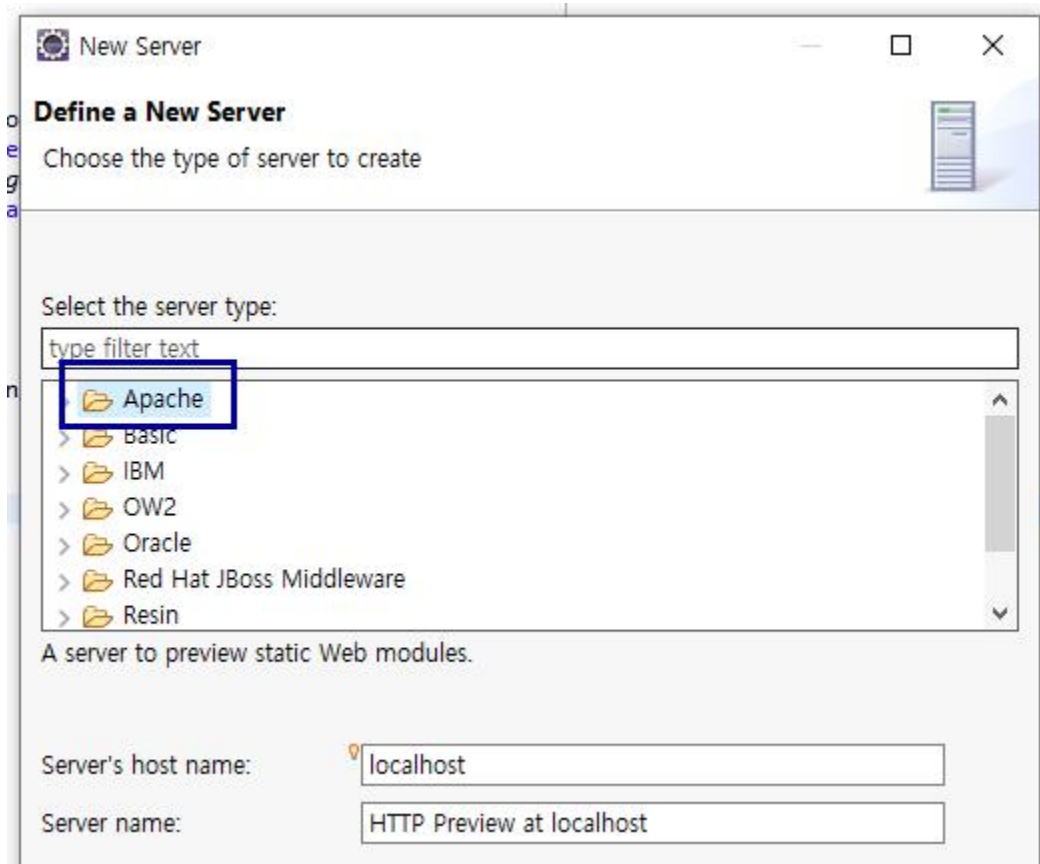 New Server
Define a New Server
Choose the type of server to create
Select the server type:
type filter text
Apache
Basic
IBM
OW2
Oracle
Red Hat JBoss Middleware
Resin
A server to preview static Web modules.
Server's host name: localhost
Server name: HTTP Preview at localhost